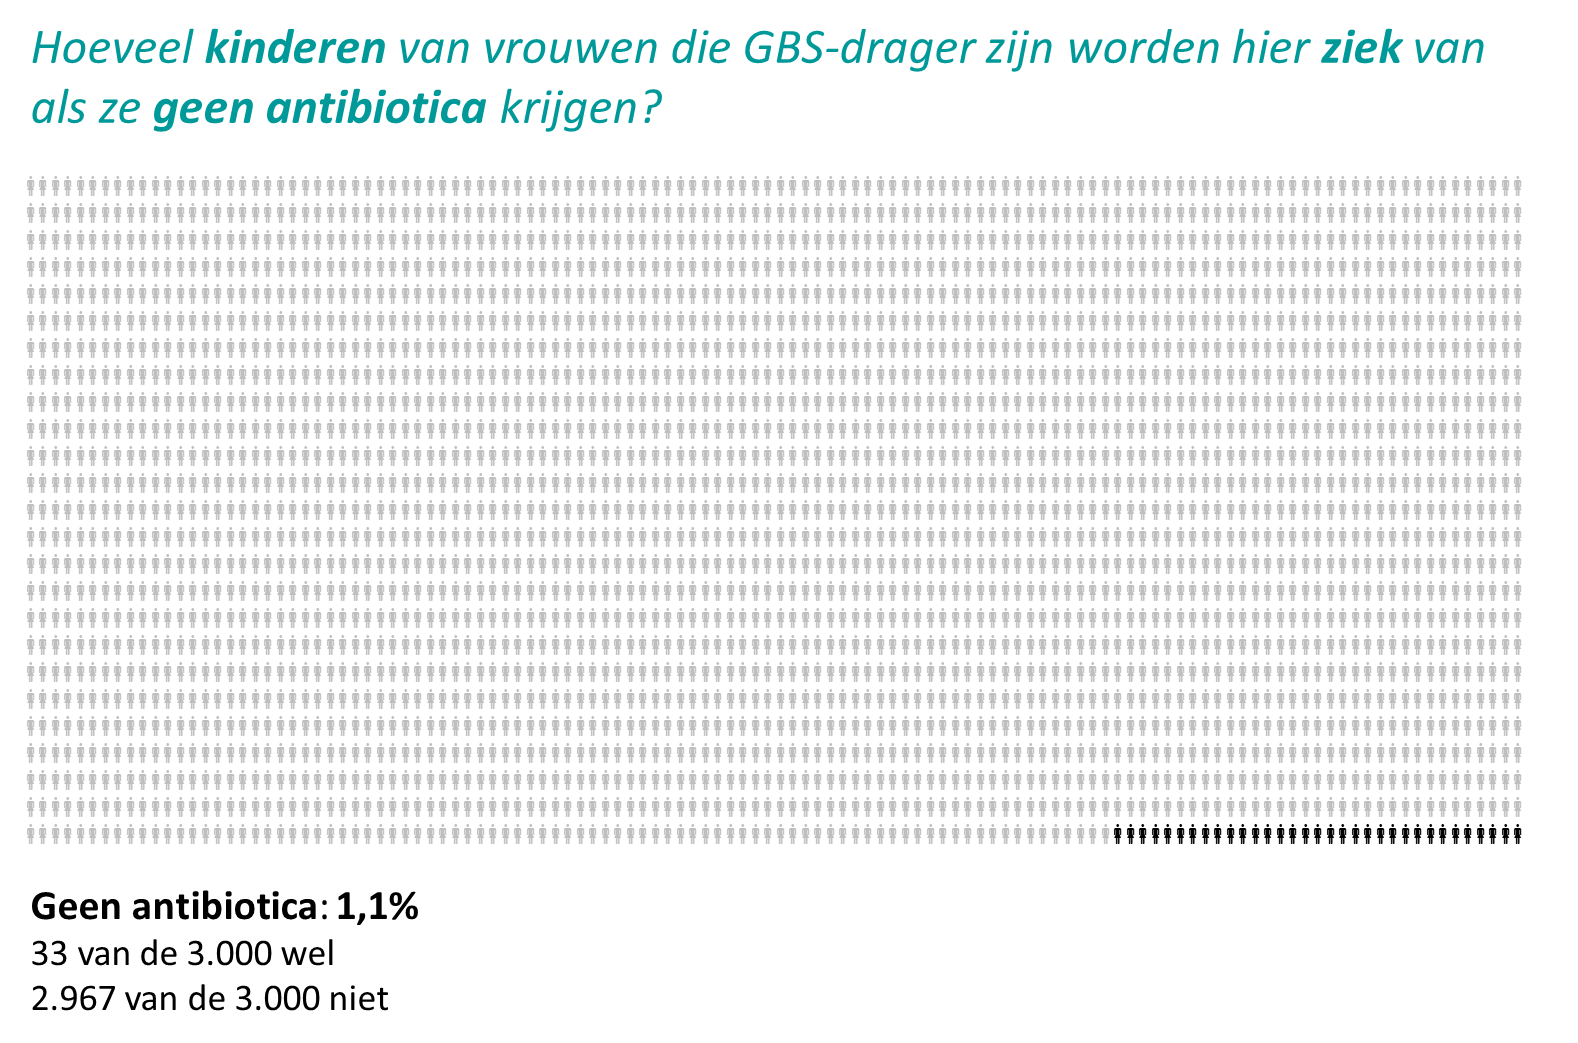 Hoeveel kinderen van vrouwen die GBS-drager zijn worden hier ziek van
als ze geen antibiotica krijgen?
Geen antibiotica: 1,1%
33 van de 3.000 wel
2.967 van de 3.000 niet